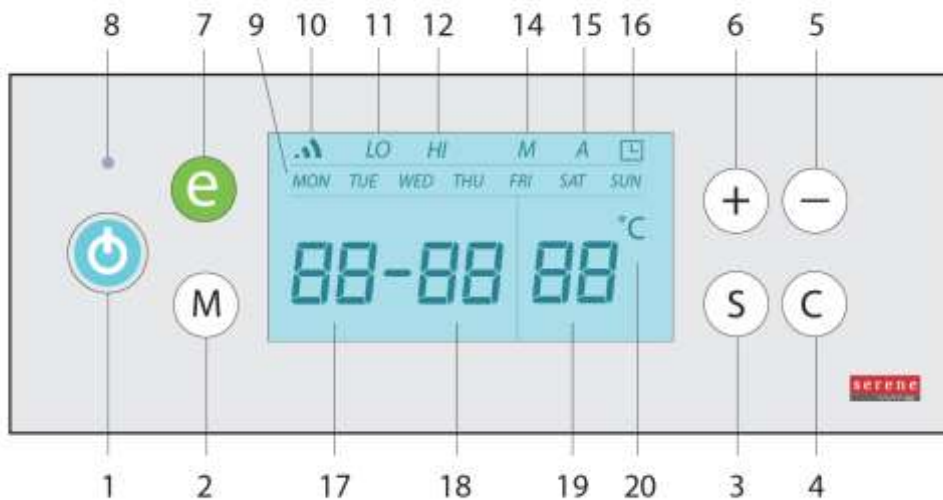 8 7 9 10 11 12 14 15 16 6 5
LO HI M A
MON TUE WED THU FRI SAT SUN
e + −
°C
88-88 88
M S C
serene
1 2 17 18 19 20 3 4